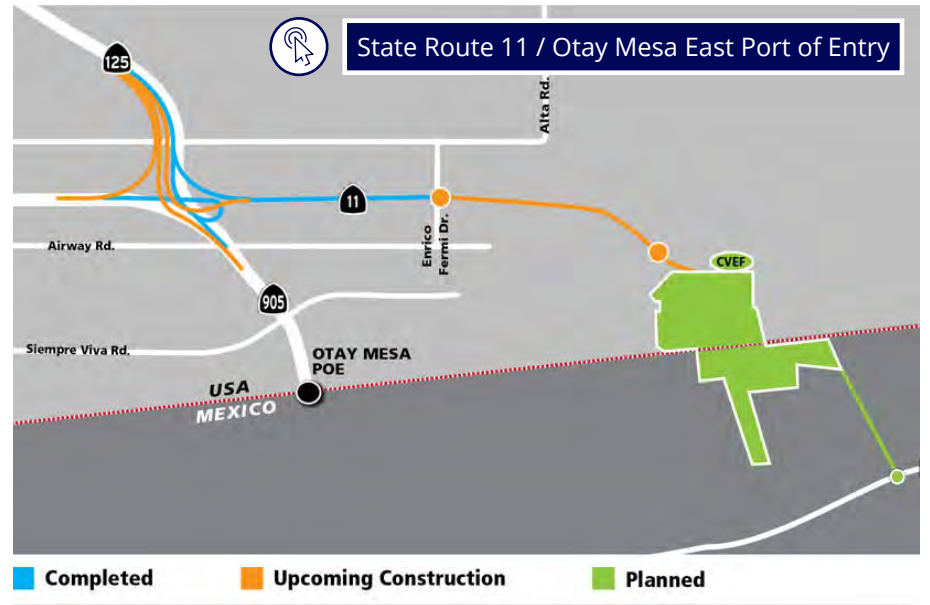 State Route 11 / Otay Mesa East Port of Entry
125
Alta Rd.
11
Enrico
Fermi Dr.
Airway Rd.
CVEF
905
Siempre Viva Rd.
OTAY MESA
POE
USA
MEXICO
Completed
Upcoming Construction
Planned